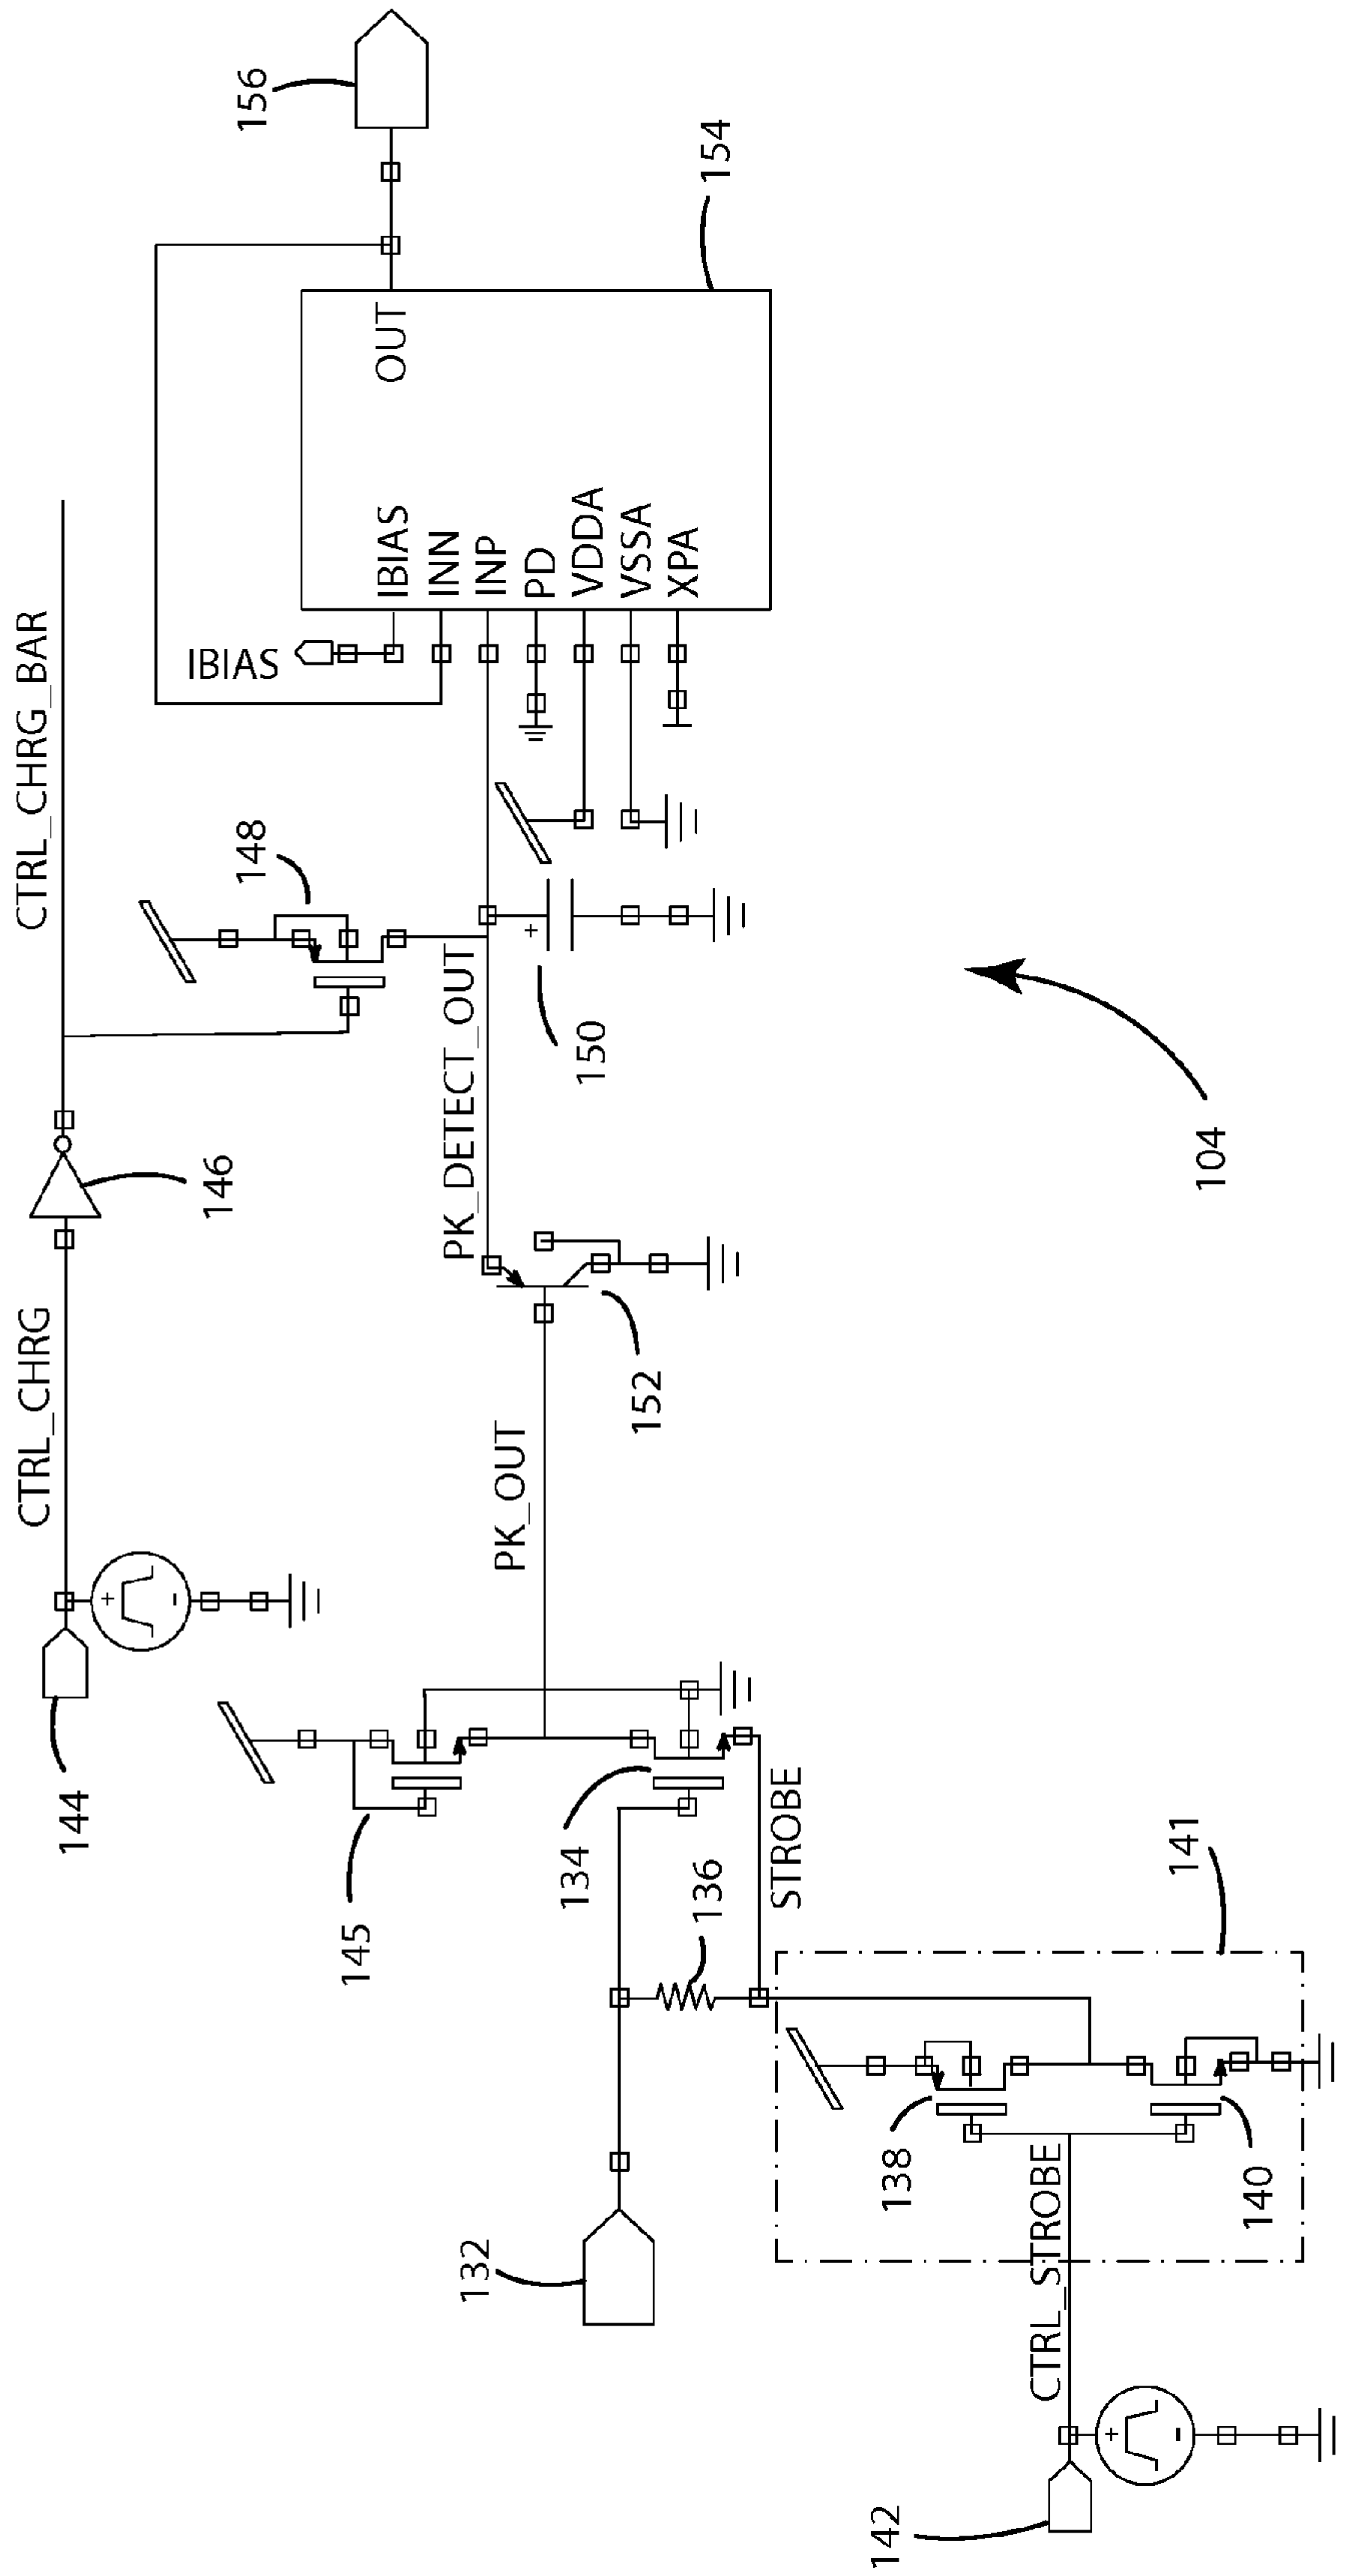 144
CTRL_CHRG
146
CTRL_CHRG_BAR
+
-
145
148
IBIAS
156
PK_OUT
PK_DETECT_OUT
+
150
152
IBIAS
INN
INP
PD
VDDA
VSSA
XPA
OUT
154
132
134
136
STROBE
138
140
141
142
CTRL_STROBE
+
-
104